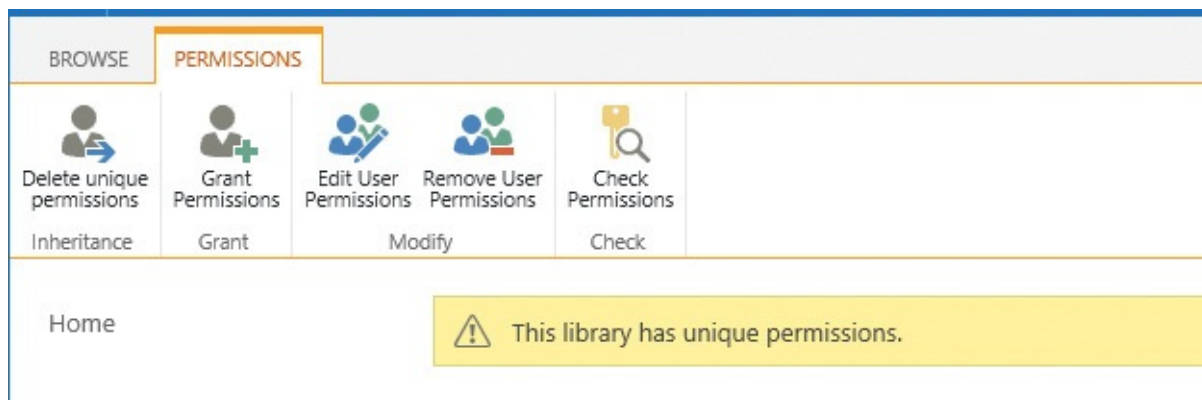 BROWSE PERMISSIONS
Delete unique Grant Edit User Remove User Check
permissions Permissions Permissions Permissions Permissions
Inheritance Grant Modify Check
Home This library has unique permissions.